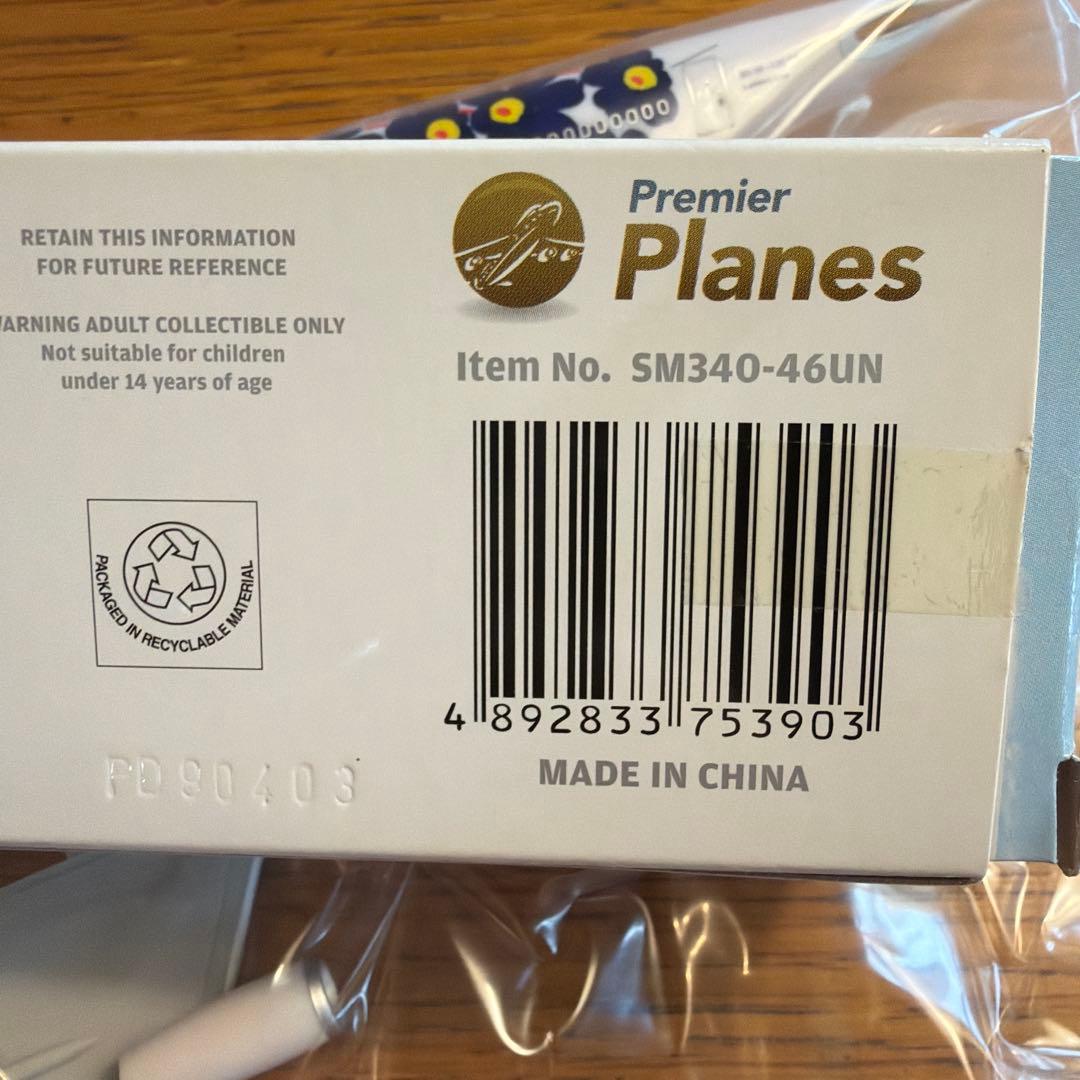 Premier
Planes
RETAIN THIS INFORMATION
FOR FUTURE REFERENCE
ARNING ADULT COLLECTIBLE ONLY
Not suitable for children
under 14 years of age
Item No. SM340-46UN
PACKAGED IN RECYCLABLE MATERIAL
4 892833 753903
MADE IN CHINA
PD90403